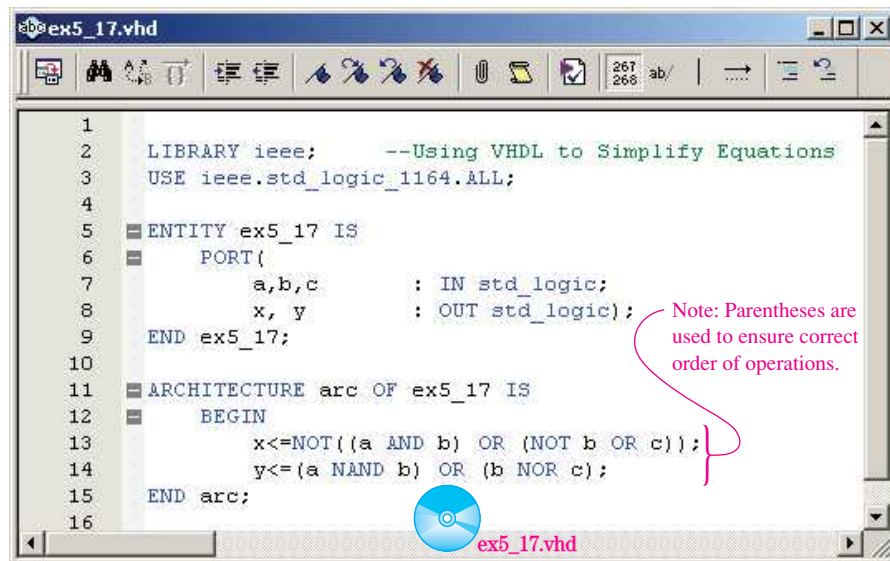 ex5_17.vhd
267
268
ab/
1
2 LIBRARY ieee; --Using VHDL to Simplify Equations
3 USE ieee.std_logic_1164.ALL;
4
5 ENTITY ex5_17 IS
6 PORT(
7 a,b,c : IN std_logic;
8 x, y : OUT std_logic);
9 END ex5_17;
10
11 ARCHITECTURE arc OF ex5_17 IS
12 BEGIN
13 x<=NOT((a AND b) OR (NOT b OR c));
14 y<=(a NAND b) OR (b NOR c);
15 END arc;
16
Note: Parentheses are
used to ensure correct
order of operations.
ex5_17.vhd